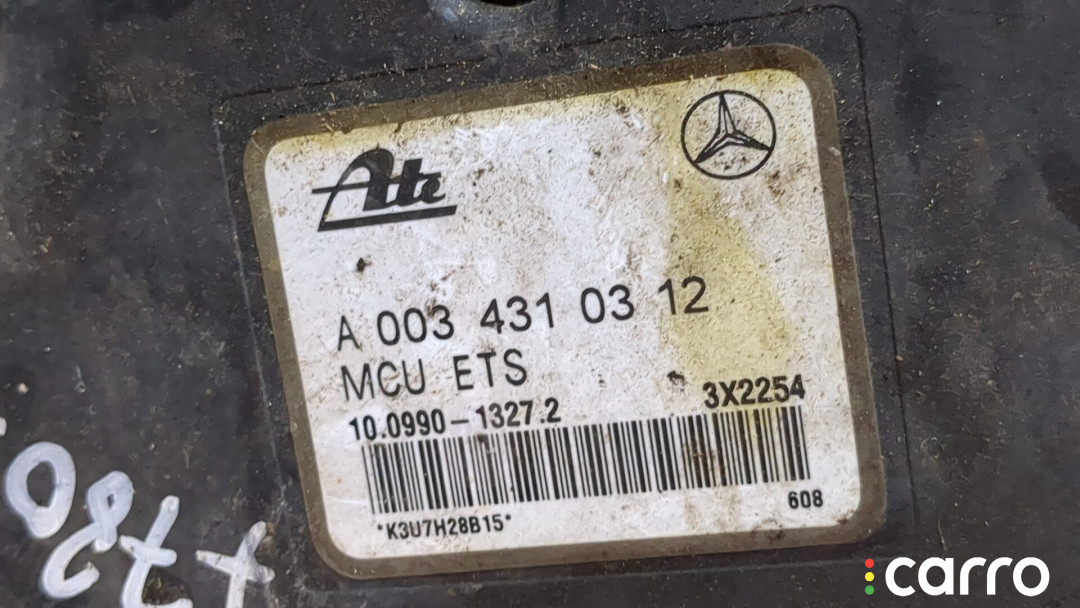 Ate
A 003 431 03 12
MCU ETS
10.0990-1327.2 3X2254
*K3U7H28B15* 608
carro